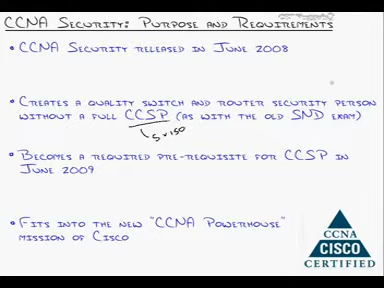 CCNA Security: Purpose and Requirements
• CCNA Security released in June 2008
• Creates a quality switch and router security person
without a full CCSP (as with the old SND exam)
5 x 150
• Becomes a required pre-requisite for CCSP in
June 2009
• Fits into the new "CCNA Powerhouse"
mission of Cisco
CCNA
CISCO
CERTIFIED